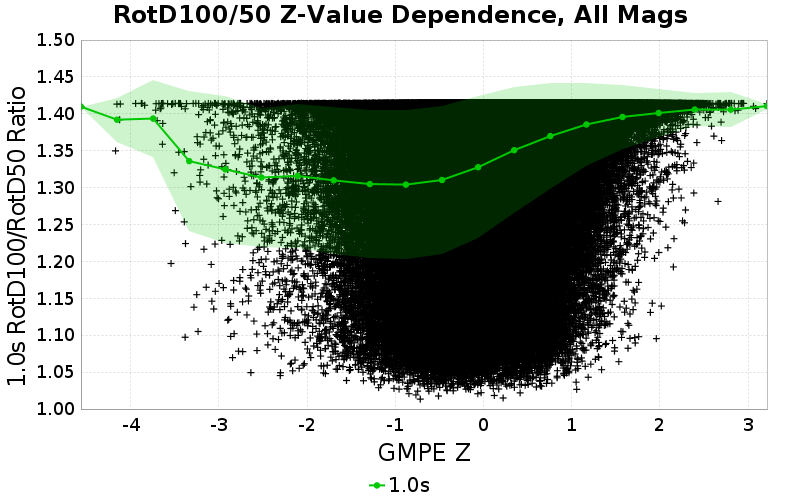 RotD100/50 Z-Value Dependence, All Mags
1.0s RotD100/RotD50 Ratio
1.50
1.45
1.40
1.35
1.30
1.25
1.20
1.15
1.10
1.05
1.00
-4 -3 -2 -1 0 1 2 3
GMPE Z
1.0s